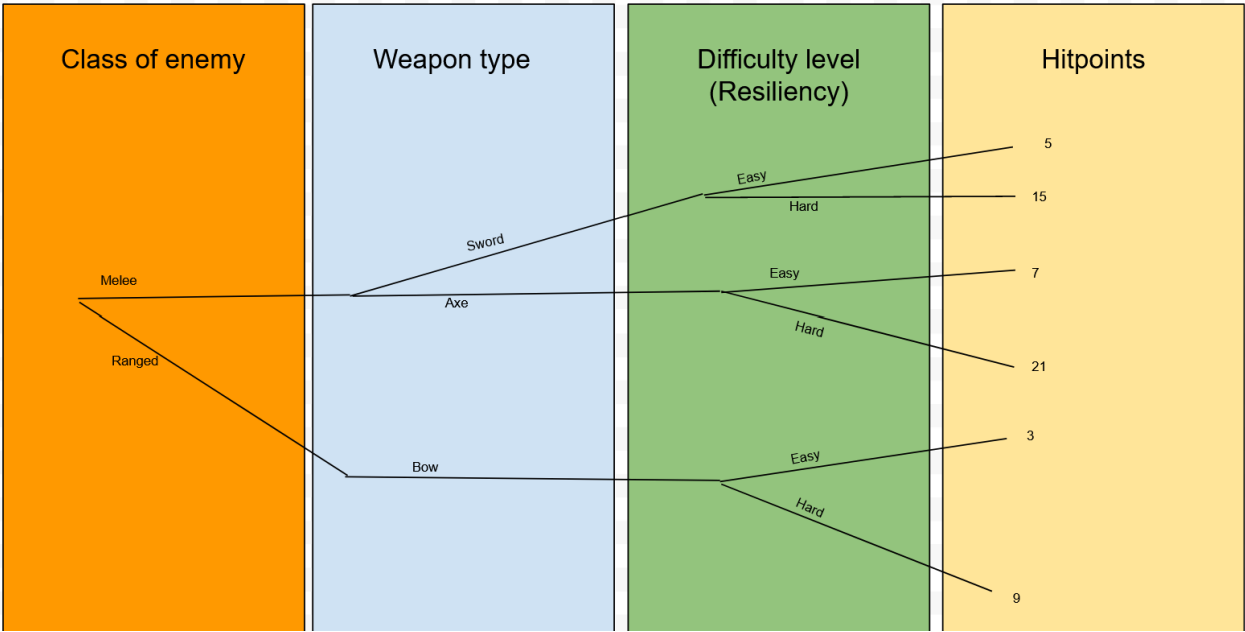 Class of enemy
Weapon type
Difficulty level
(Resiliency)
Hitpoints
Easy
5
Hard
15
Sword
Melee
Axe
Easy
7
Hard
21
Ranged
Bow
Easy
3
Hard
9